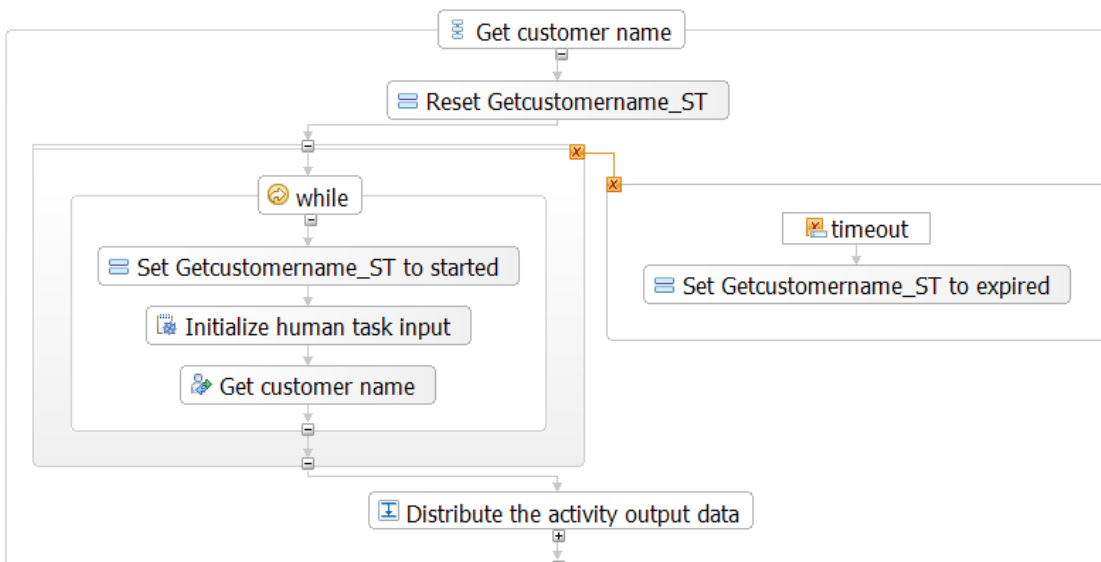 Get customer name
Reset Getcustomername_ST
while
timeout
Set Getcustomername_ST to started
Set Getcustomername_ST to expired
Initialize human task input
Get customer name
Distribute the activity output data